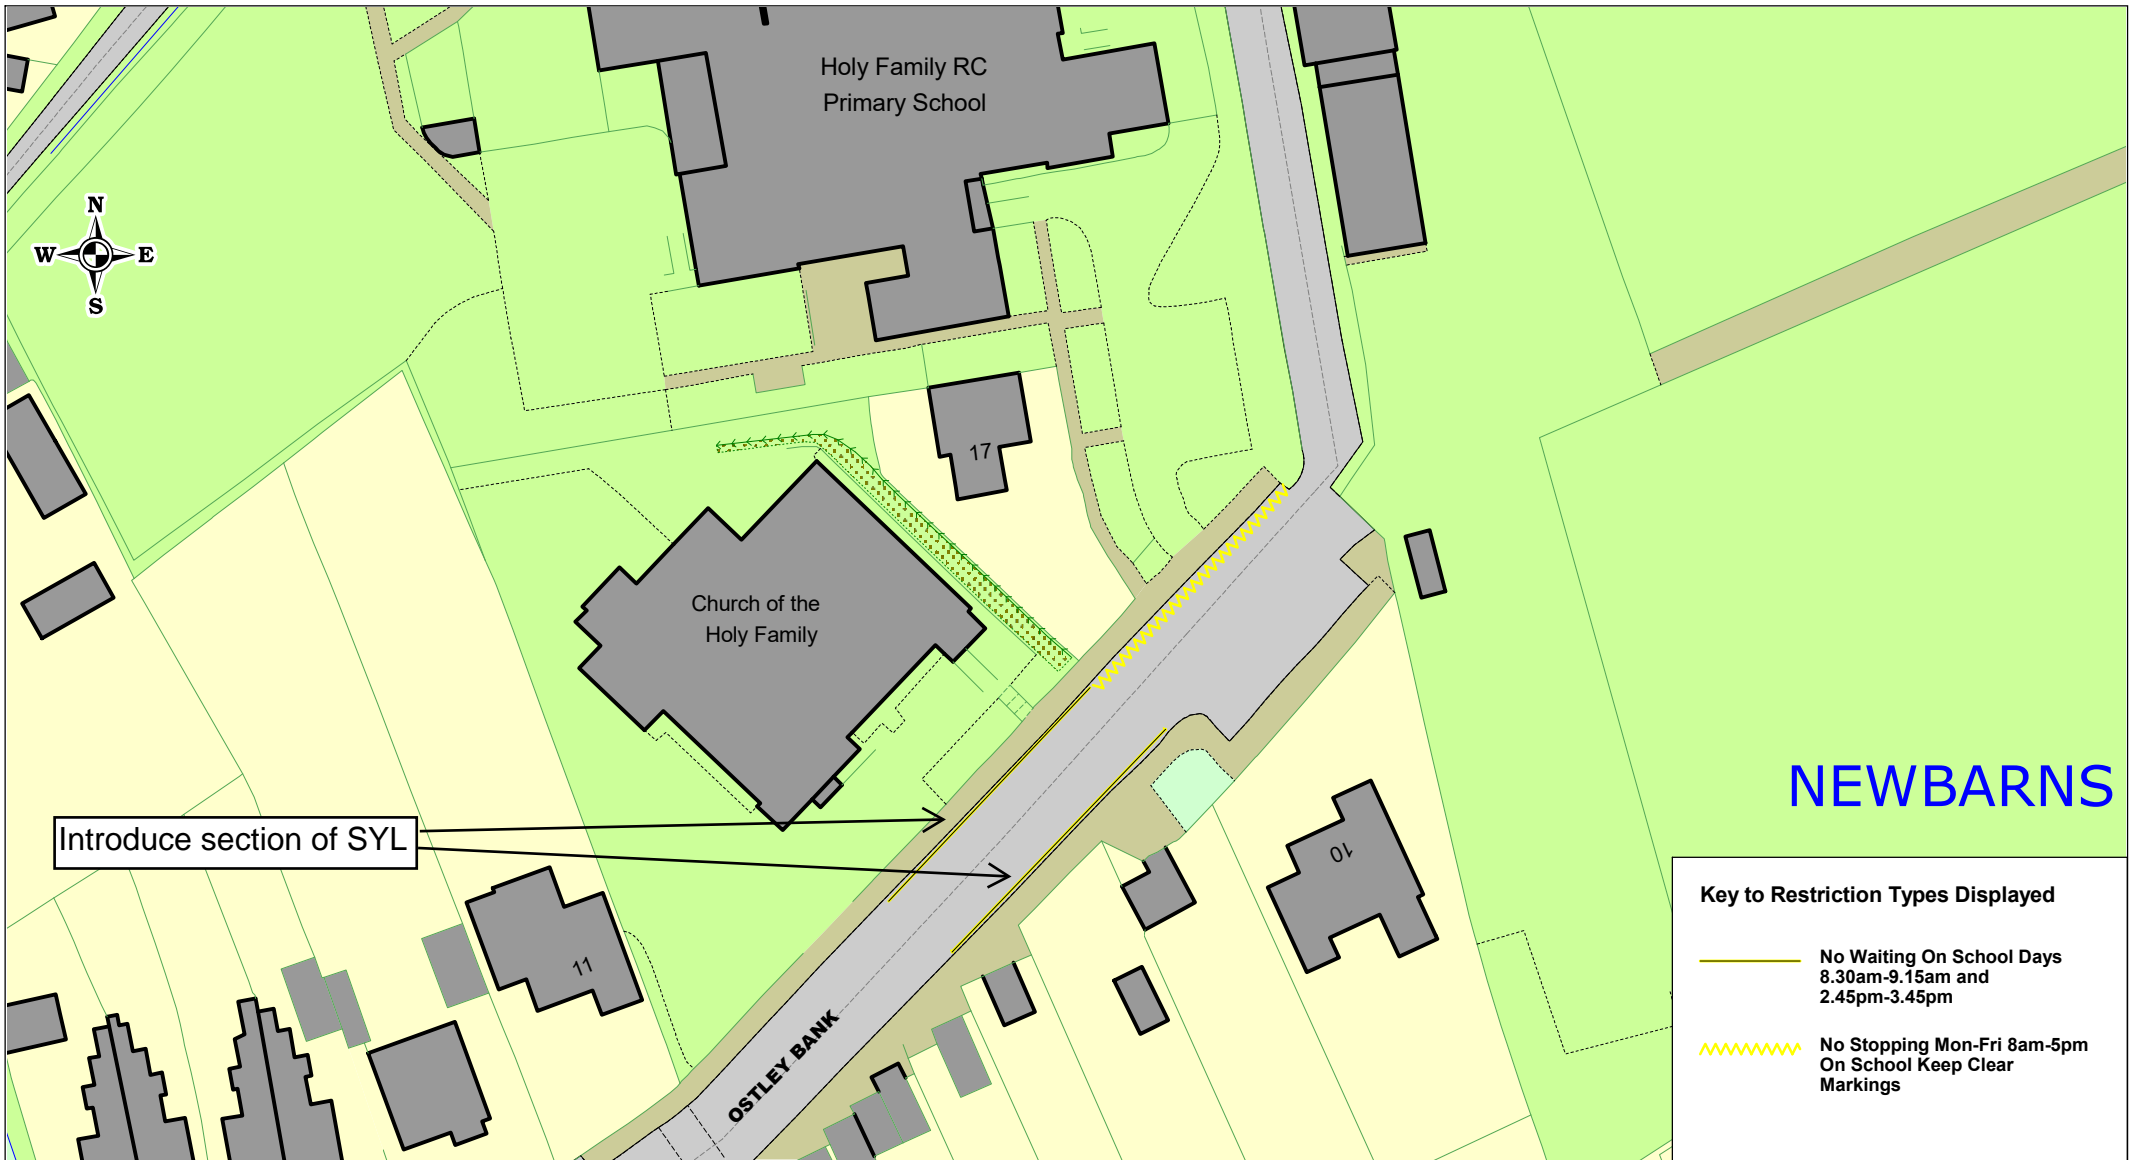 Holy Family RC
Primary School
N
W E
S
17
Church of the
Holy Family
NEWBARNS
Introduce section of SYL
10
11
OSTLEY BANK
Key to Restriction Types Displayed
No Waiting On School Days
8.30am-9.15am and
2.45pm-3.45pm
No Stopping Mon-Fri 8am-5pm
On School Keep Clear
Markings